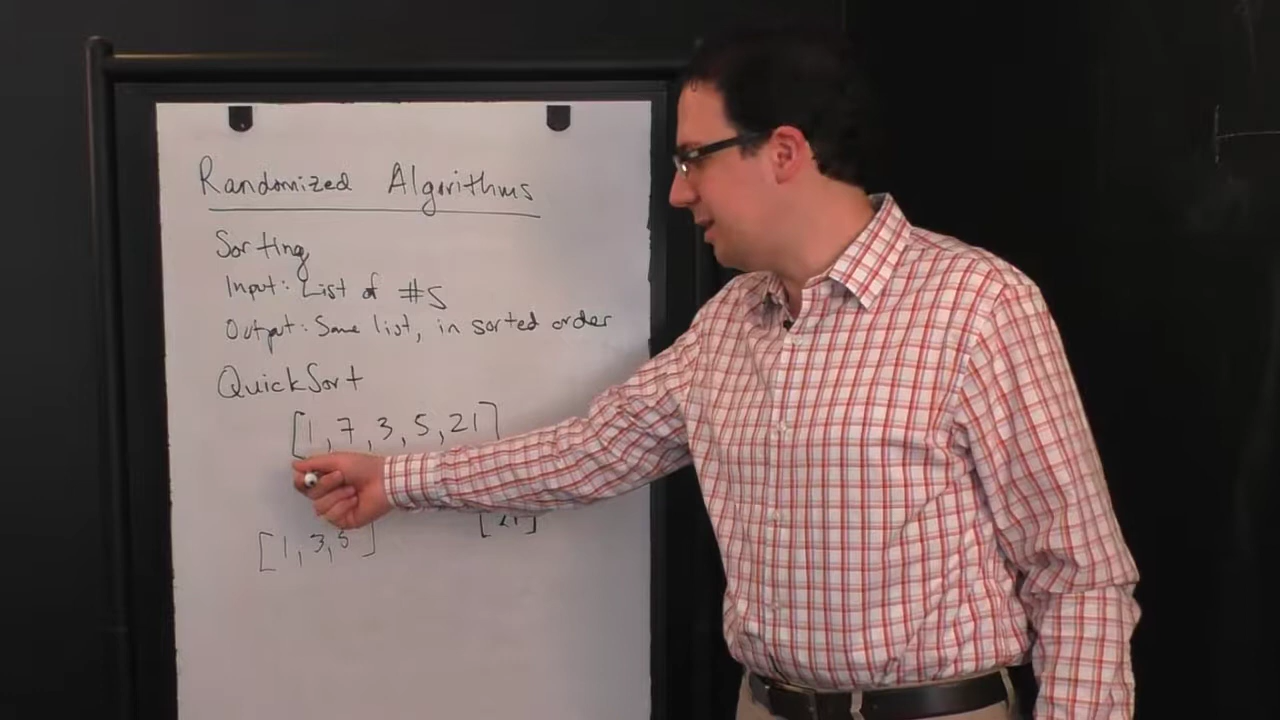 Randomized Algorithms
Sorting
Input: List of #s
Output: Same list, in sorted order
QuickSort
[1, 7, 3, 5, 21]
[21]
[1, 3, 5]